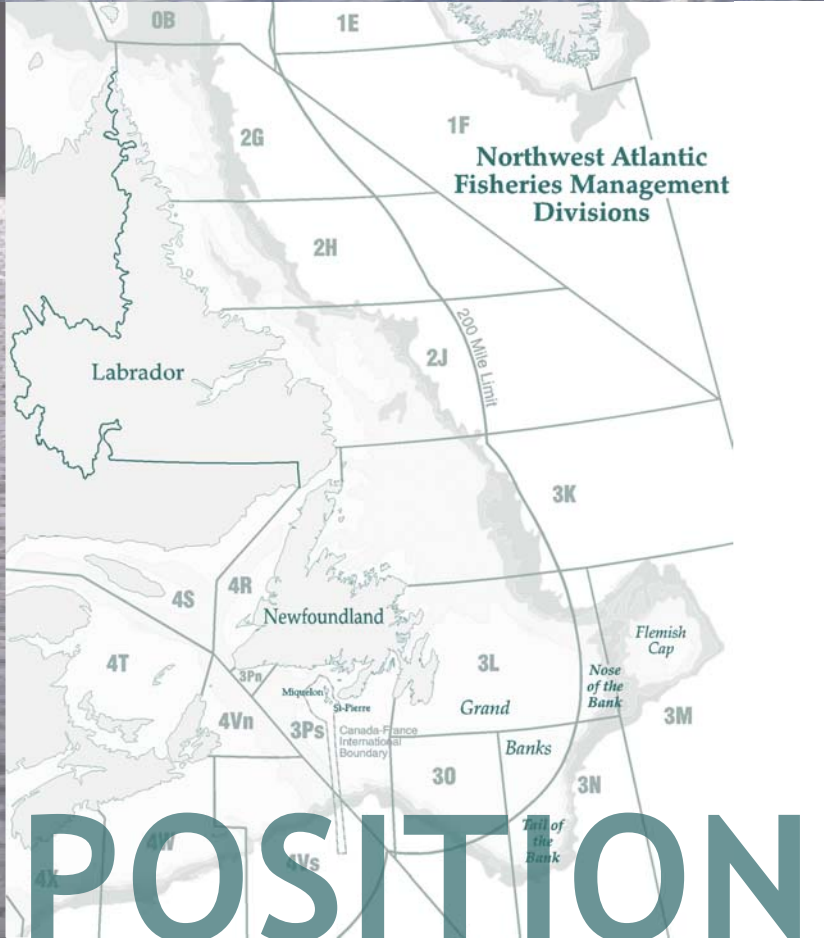 0B
1E
2G
1F
Northwest Atlantic
Fisheries Management
Divisions
2H
200 Mile Limit
2J
Labrador
3K
4S
4R
Newfoundland
Flemish
Cap
4T
3L
3Pn
Nose
of the
Bank
Miquelon
St-Pierre
Grand
3M
4Vn
3Ps
Canada-France
International
Boundary
Banks
3O
3N
Tail of
the
Bank
4W
4Vs
4X
POSITION